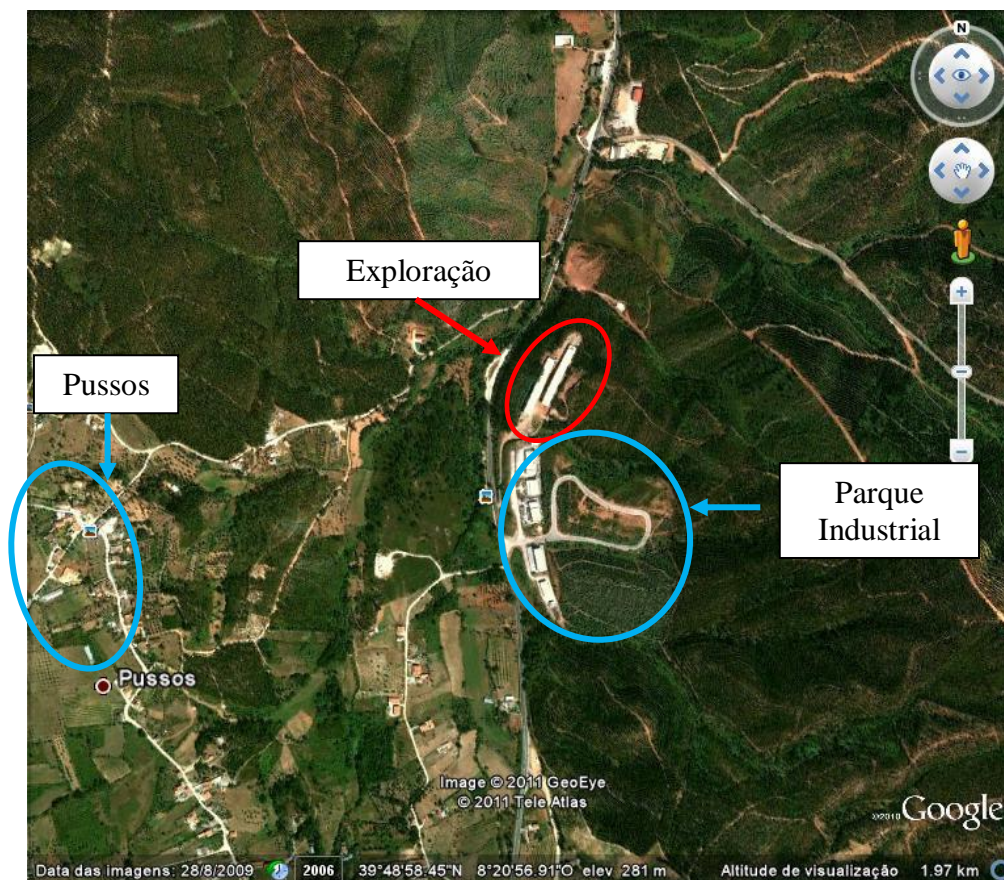 N
Exploração
Pussos
Parque
Industrial
Pussos
Image © 2011 GeoEye
© 2011 Tele Atlas
©2010 Google
Data das imagens: 28/8/2009 2006 39°48'58.45"N 8°20'56.91"O elev 281 m Altitude de visualização 1.97 km